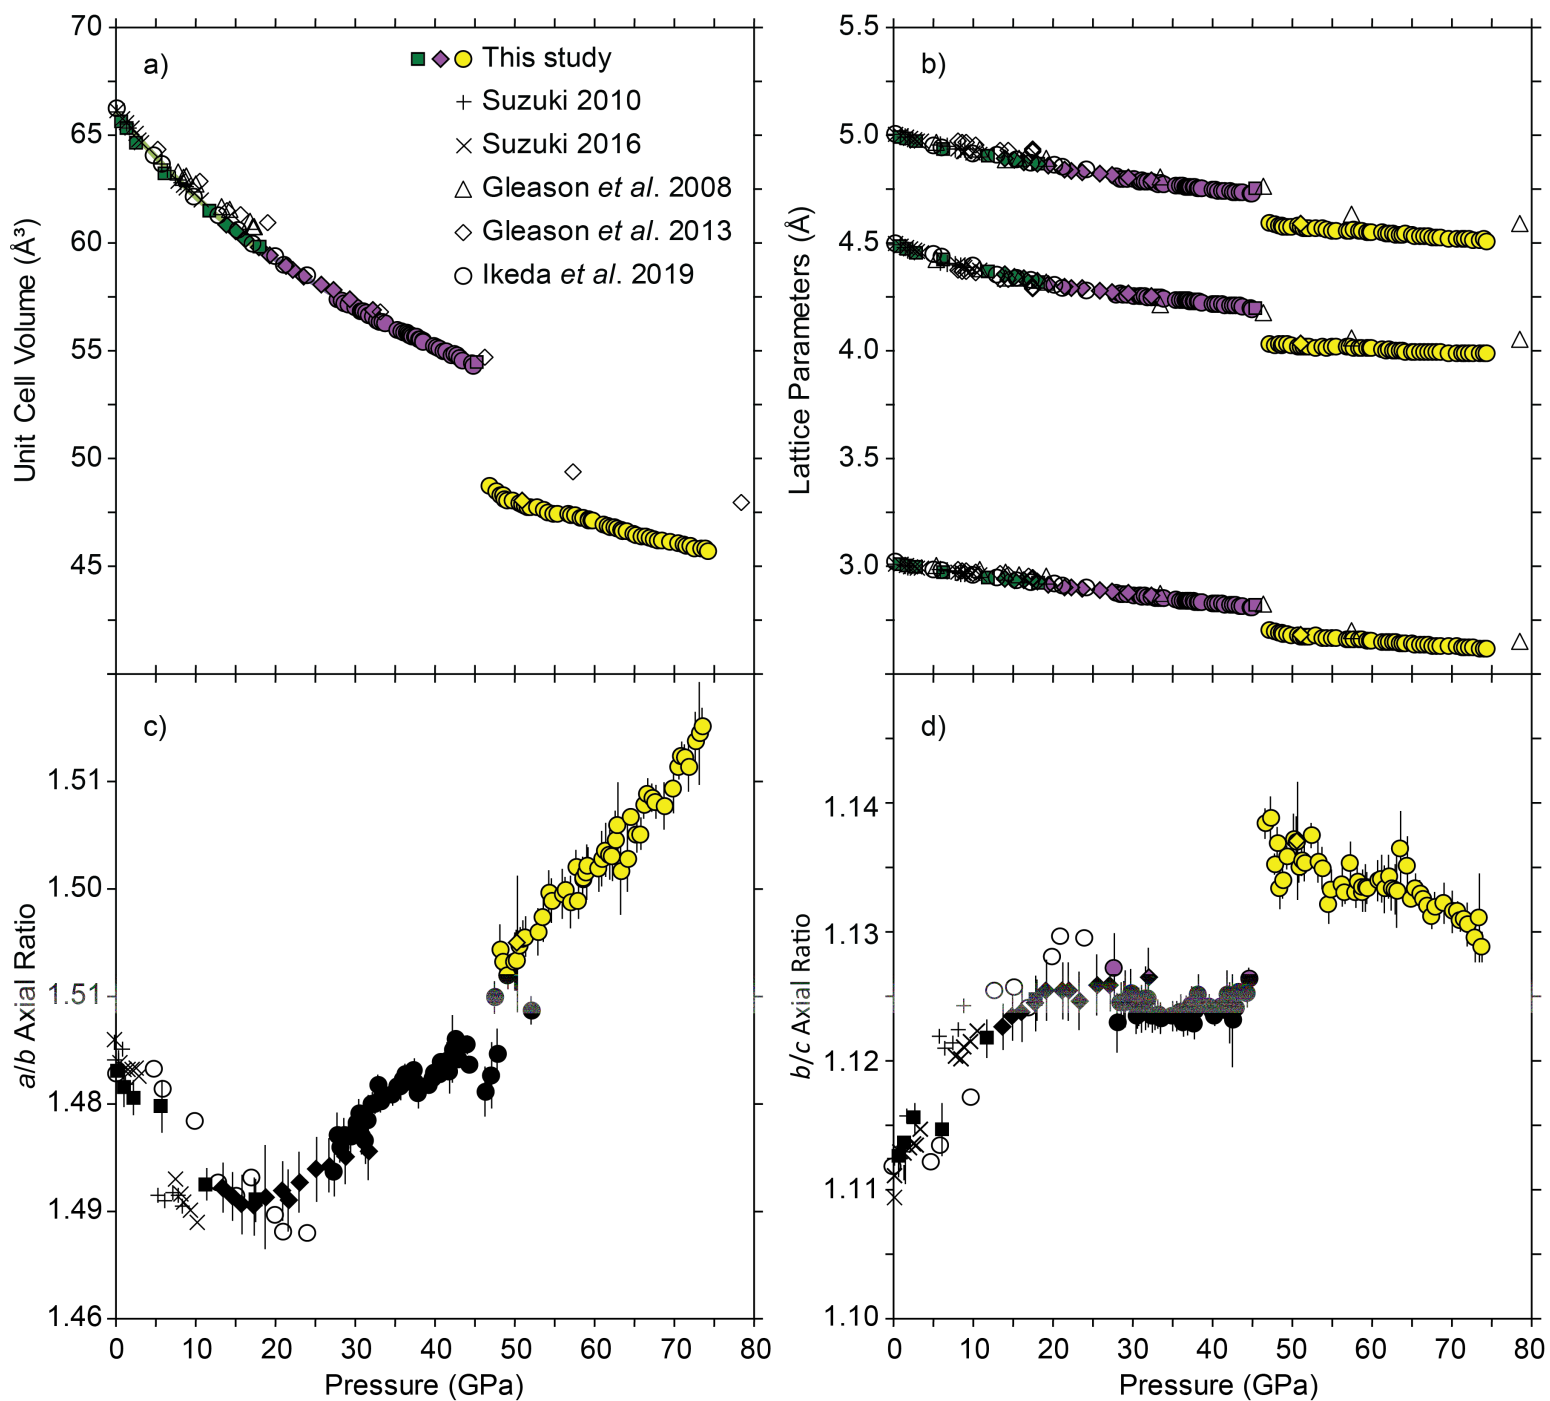 a)
This study
Suzuki 2010
Suzuki 2016
Gleason et al. 2008
Gleason et al. 2013
Ikeda et al. 2019
70
65
60
55
50
45
Unit Cell Volume (Å³)
b)
5.5
5.0
4.5
4.0
3.5
3.0
Lattice Parameters (Å)
c)
1.51
1.50
1.51
1.48
1.49
1.46
a/b Axial Ratio
0 10 20 30 40 50 60 70 80
Pressure (GPa)
d)
1.14
1.13
1.12
1.11
1.10
b/c Axial Ratio
0 10 20 30 40 50 60 70 80
Pressure (GPa)